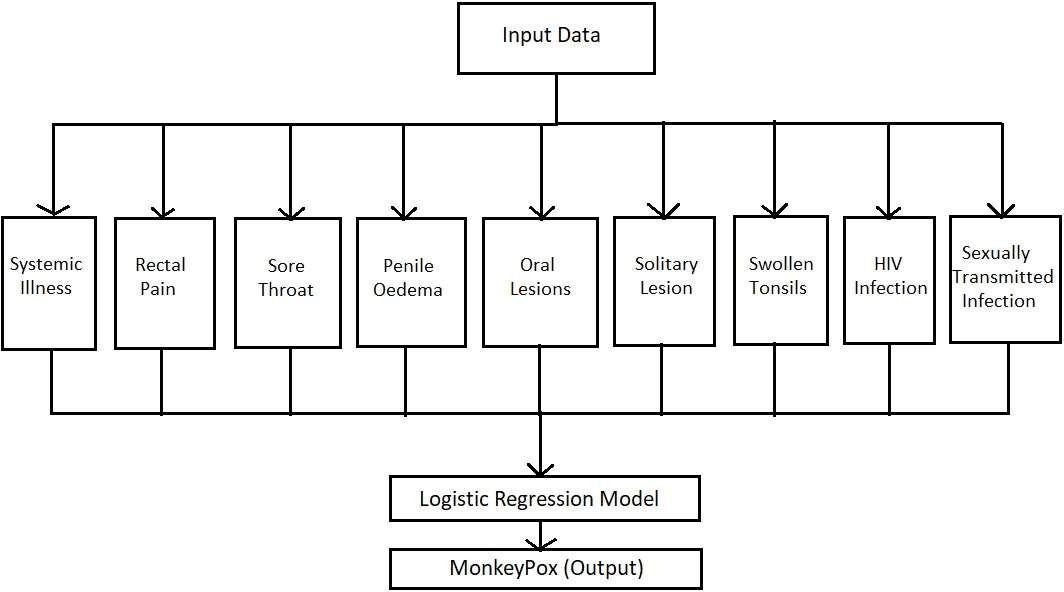 Input Data
Systemic
Illness
Rectal
Pain
Sore
Throat
Penile
Oedema
Oral
Lesions
Solitary
Lesion
Swollen
Tonsils
HIV
Infection
Sexually
Transmitted
Infection
Logistic Regression Model
MonkeyPox (Output)